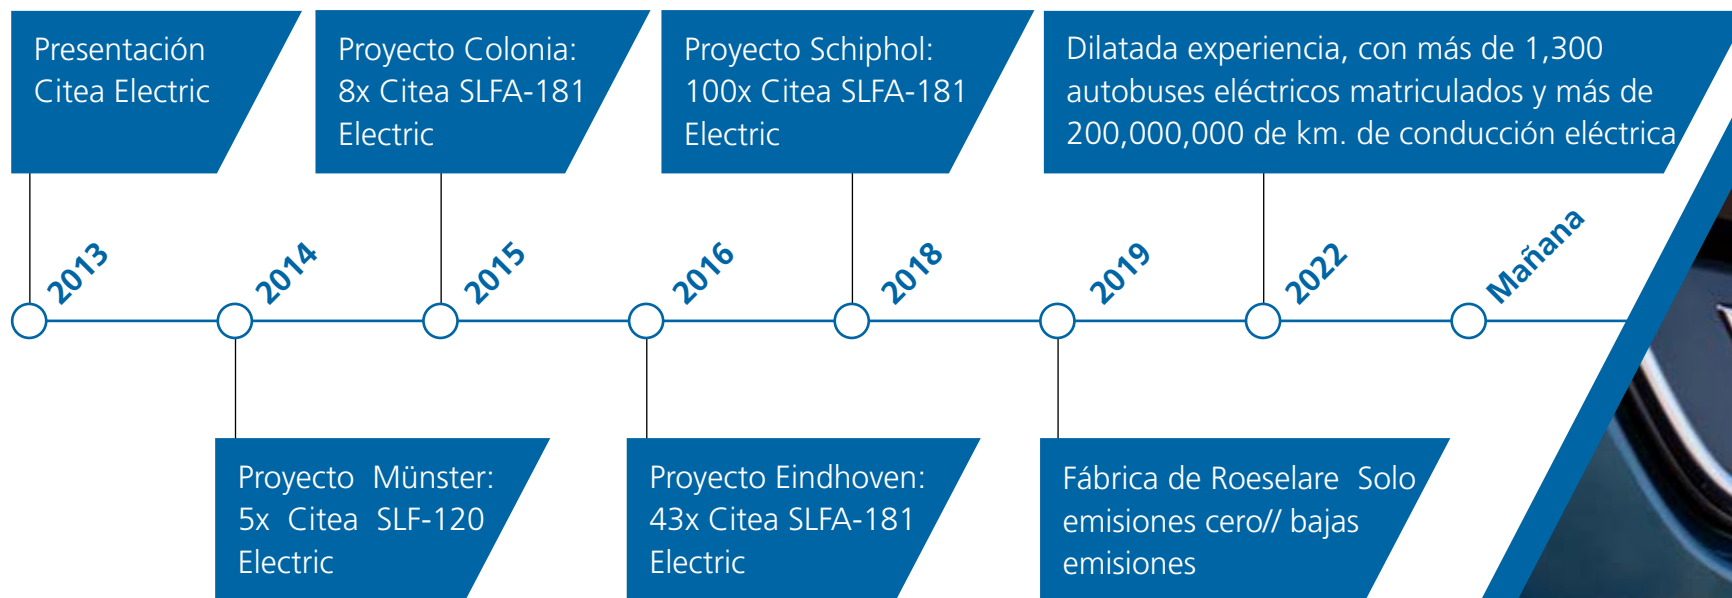 Presentación
Citea Electric
Proyecto Colonia:
8x Citea SLFA-181
Electric
Proyecto Schiphol:
100x Citea SLFA-181
Electric
Dilatada experiencia, con más de 1,300
autobuses eléctricos matriculados y más de
200,000,000 de km. de conducción eléctrica
2013
2014
2015
2016
2018
2019
2022
Mañana
Proyecto Münster:
5x Citea SLF-120
Electric
Proyecto Eindhoven:
43x Citea SLFA-181
Electric
Fábrica de Roeselare Solo
emisiones cero// bajas
emisiones